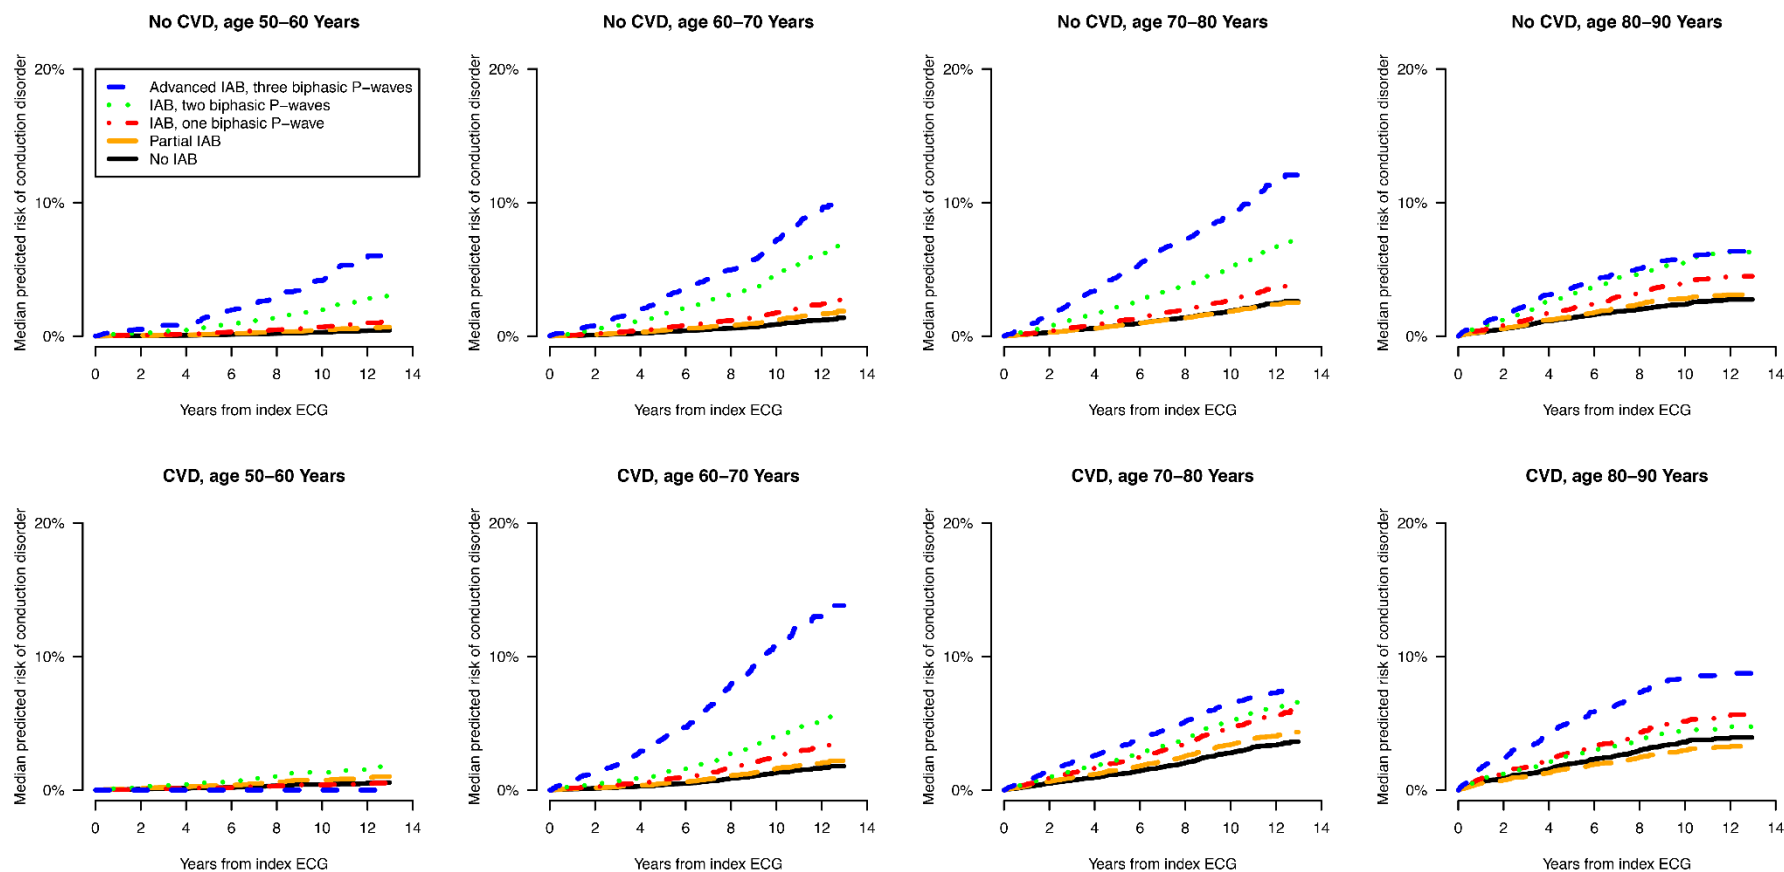 No CVD, age 50–60 Years
Median predicted risk of conduction disorder
20%
10%
0%
Advanced IAB, three biphasic P−waves
IAB, two biphasic P−waves
IAB, one biphasic P−wave
Partial IAB
No IAB
0 2 4 6 8 10 12 14
Years from index ECG
No CVD, age 60–70 Years
Median predicted risk of conduction disorder
20%
10%
0%
0 2 4 6 8 10 12 14
Years from index ECG
No CVD, age 70–80 Years
Median predicted risk of conduction disorder
20%
10%
0%
0 2 4 6 8 10 12 14
Years from index ECG
No CVD, age 80–90 Years
Median predicted risk of conduction disorder
20%
10%
0%
0 2 4 6 8 10 12 14
Years from index ECG
CVD, age 50–60 Years
Median predicted risk of conduction disorder
20%
10%
0%
0 2 4 6 8 10 12 14
Years from index ECG
CVD, age 60–70 Years
Median predicted risk of conduction disorder
20%
10%
0%
0 2 4 6 8 10 12 14
Years from index ECG
CVD, age 70–80 Years
Median predicted risk of conduction disorder
20%
10%
0%
0 2 4 6 8 10 12 14
Years from index ECG
CVD, age 80–90 Years
Median predicted risk of conduction disorder
20%
10%
0%
0 2 4 6 8 10 12 14
Years from index ECG